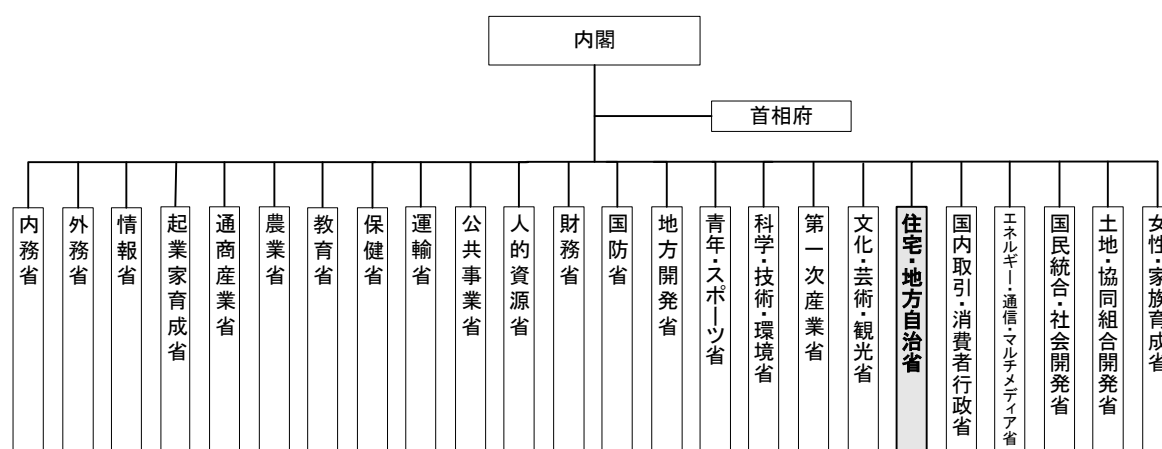 内閣
首相府
内務省
外務省
情報省
起業家育成省
通商産業省
農業省
教育省
保健省
運輸省
公共事業省
人的資源省
財務省
国防省
地方開発省
青年・スポーツ省
科学・技術・環境省
第一次産業省
文化・芸術・観光省
住宅・地方自治省
国内取引・消費者行政省
エネルギー・通信・マルチメディア省
国民統合・社会開発省
土地・協同組合開発省
女性・家族育成省